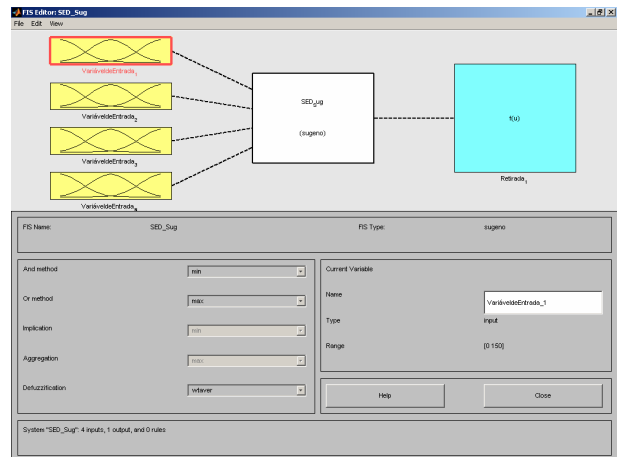 FIS Editor: SED_Sug
File Edit View
VariáveldeEntrada1
VariáveldeEntrada2
VariáveldeEntrada3
VariáveldeEntradan
SEDsug
(sugeno)
f(u)
Retirada1
FIS Name: SED_Sug FIS Type: sugeno
And method min
Or method max
Implication min
Aggregation max
Defuzzification wtaver
Current Variable
Name VariáveldeEntrada_1
Type input
Range [0 150]
Help Close
System "SED_Sug": 4 inputs, 1 output, and 0 rules